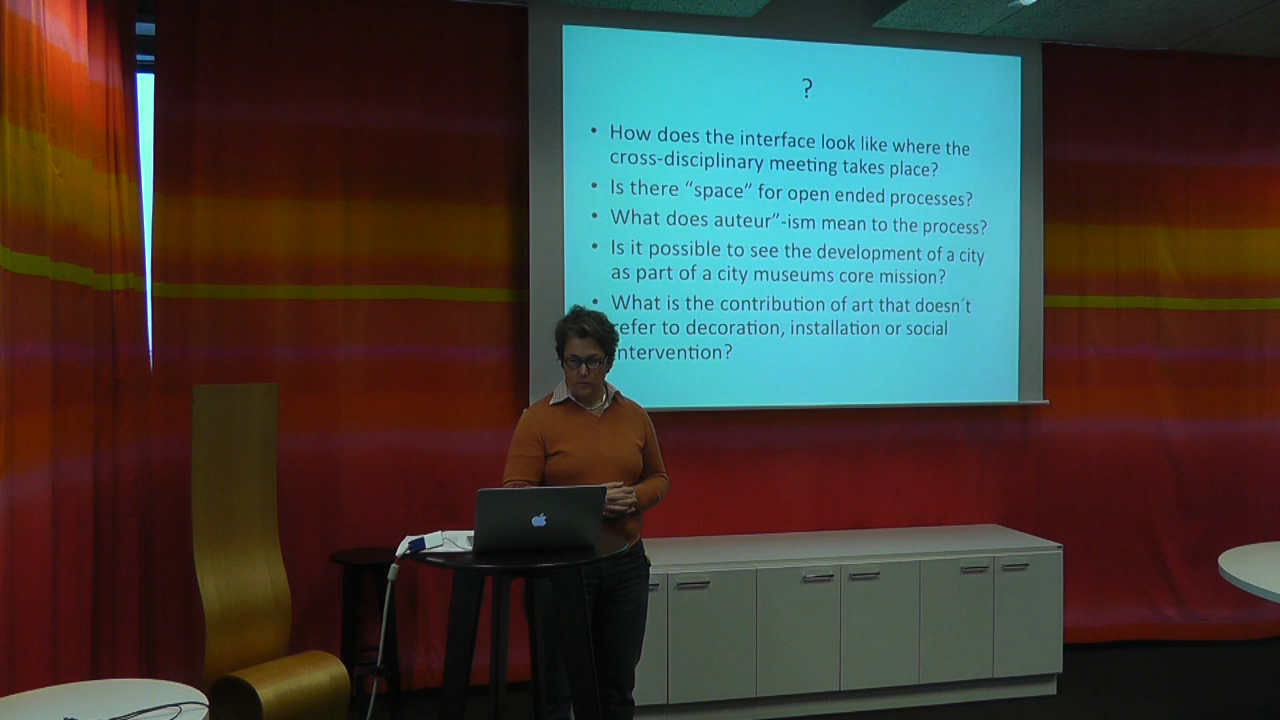 ?
• How does the interface look like where the
cross-disciplinary meeting takes place?
• Is there “space” for open ended processes?
• What does auteur”-ism mean to the process?
• Is it possible to see the development of a city
as part of a city museums core mission?
• What is the contribution of art that doesn´t
refer to decoration, installation or social
intervention?